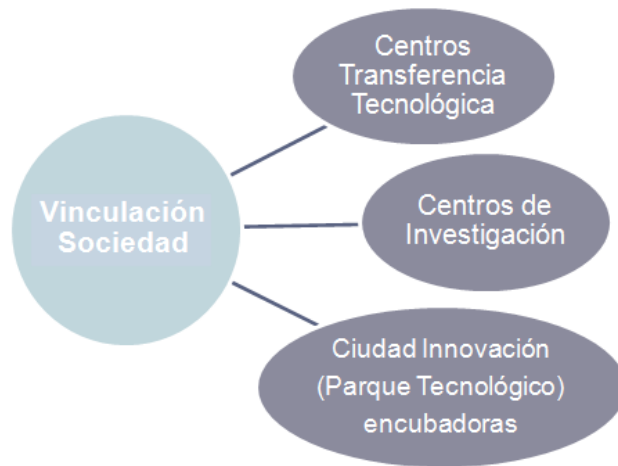 Vinculación
Sociedad
Centros
Transferencia
Tecnológica
Centros de
Investigación
Ciudad Innovación
(Parque Tecnológico)
encubadoras